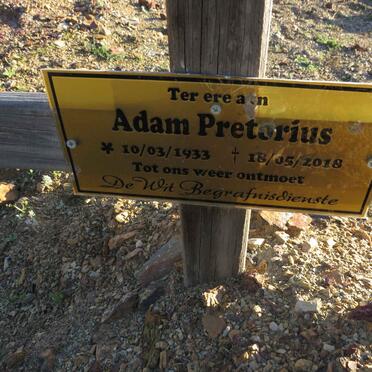 Ter ere aan
Adam Pretorius
* 10/03/1933 † 18/05/2018
Tot ons weer ontmoet
De Wit Begrafnisdienste